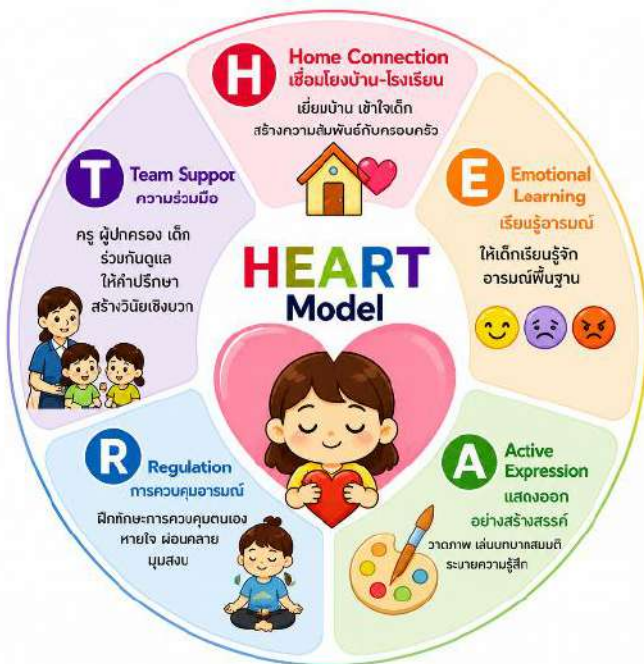 H
Home Connection
เชื่อมโยงบ้าน-โรงเรียน
เยี่ยมบ้าน เข้าใจเด็ก
สร้างความสัมพันธ์กับครอบครัว
E
Emotional
Learning
เรียนรู้อารมณ์
ให้เด็กเรียนรู้จัก
อารมณ์พื้นฐาน
A
Active
Expression
แสดงออก
อย่างสร้างสรรค์
วาดภาพ เล่นบทบาทสมมติ
ระบายความรู้สึก
R
Regulation
การควบคุมอารมณ์
ฝึกทักษะการควบคุมตนเอง
หายใจ ผ่อนคลาย
มุมสงบ
T
Team Suppor
ความร่วมมือ
ครู ผู้ปกครอง เด็ก
ร่วมกันดูแล
ให้คำปรึกษา
สร้างวินัยเชิงบวก
HEART
Model